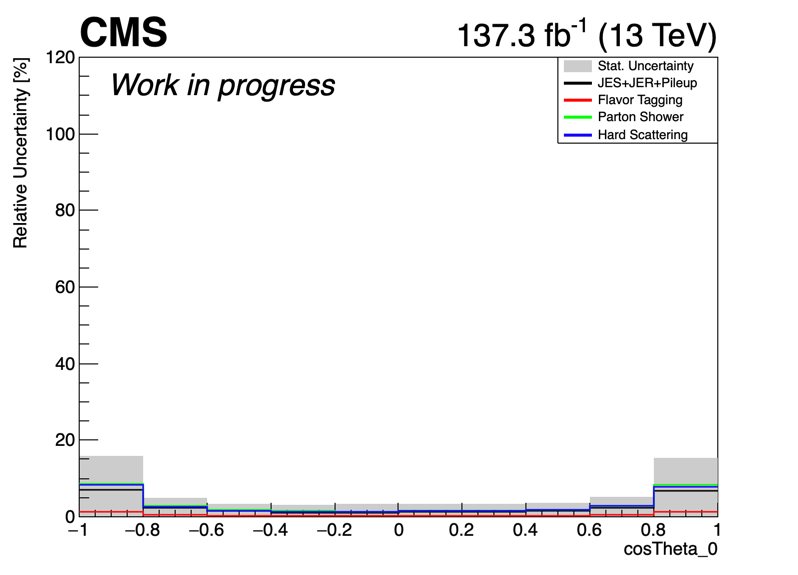 CMS 137.3 fb-1 (13 TeV)
Work in progress
Stat. Uncertainty
JES+JER+Pileup
Flavor Tagging
Parton Shower
Hard Scattering
Relative Uncertainty [%]
120
100
80
60
40
20
0
−1 −0.8 −0.6 −0.4 −0.2 0 0.2 0.4 0.6 0.8 1
cosTheta_0